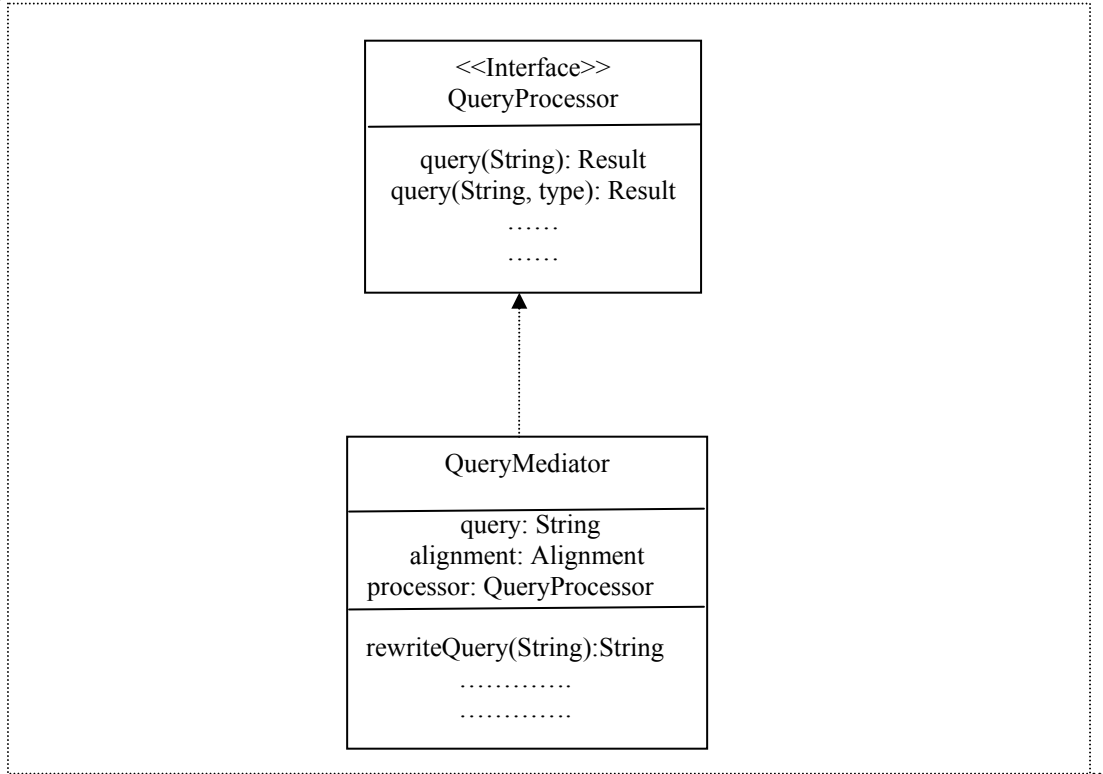 <<Interface>>
QueryProcessor
query(String): Result
query(String, type): Result
……
……
QueryMediator
query: String
alignment: Alignment
processor: QueryProcessor
rewriteQuery(String):String
………….
………….